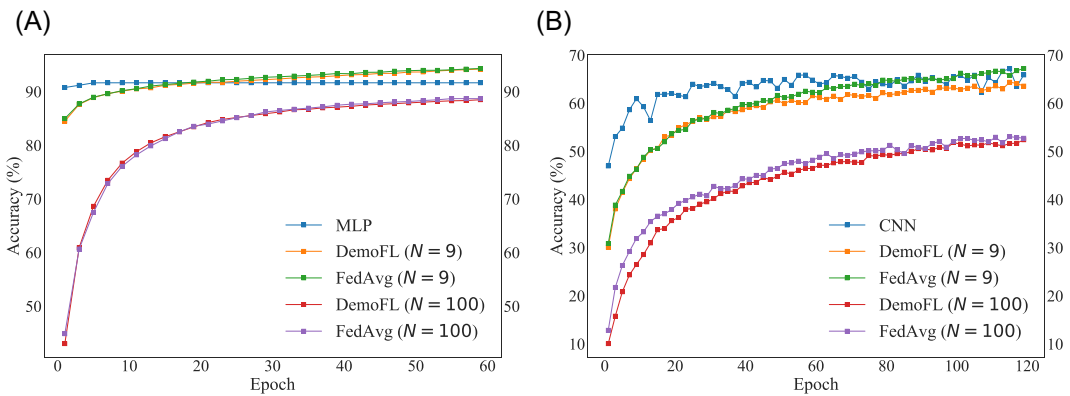 (A)
(B)
Accuracy (%)
90
80
70
60
50
90
80
70
60
50
MLP
DemoFL (N = 9)
FedAvg (N = 9)
DemoFL (N = 100)
FedAvg (N = 100)
0 10 20 30 40 50 60
Epoch
Accuracy (%)
70
60
50
40
30
20
10
70
60
50
40
30
20
10
CNN
DemoFL (N = 9)
FedAvg (N = 9)
DemoFL (N = 100)
FedAvg (N = 100)
0 20 40 60 80 100 120
Epoch